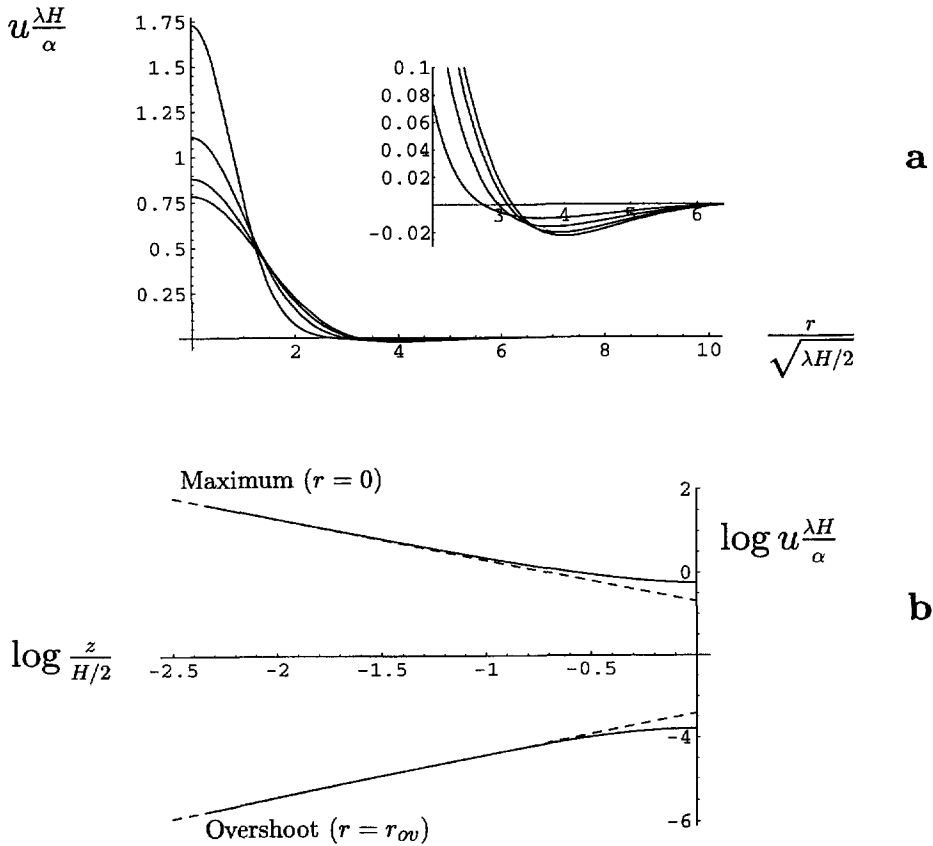 u λH/α
1.75
1.5
1.25
1
0.75
0.5
0.25
2 4 6 8 10
r/√(λH/2)
0.1
0.08
0.06
0.04
0.02
-0.02
3 4 5 6
a
Maximum (r = 0)
2
log u λH/α
0
b
log z/(H/2)
-2.5 -2 -1.5 -1 -0.5
-4
Overshoot (r = r_ov)
-6